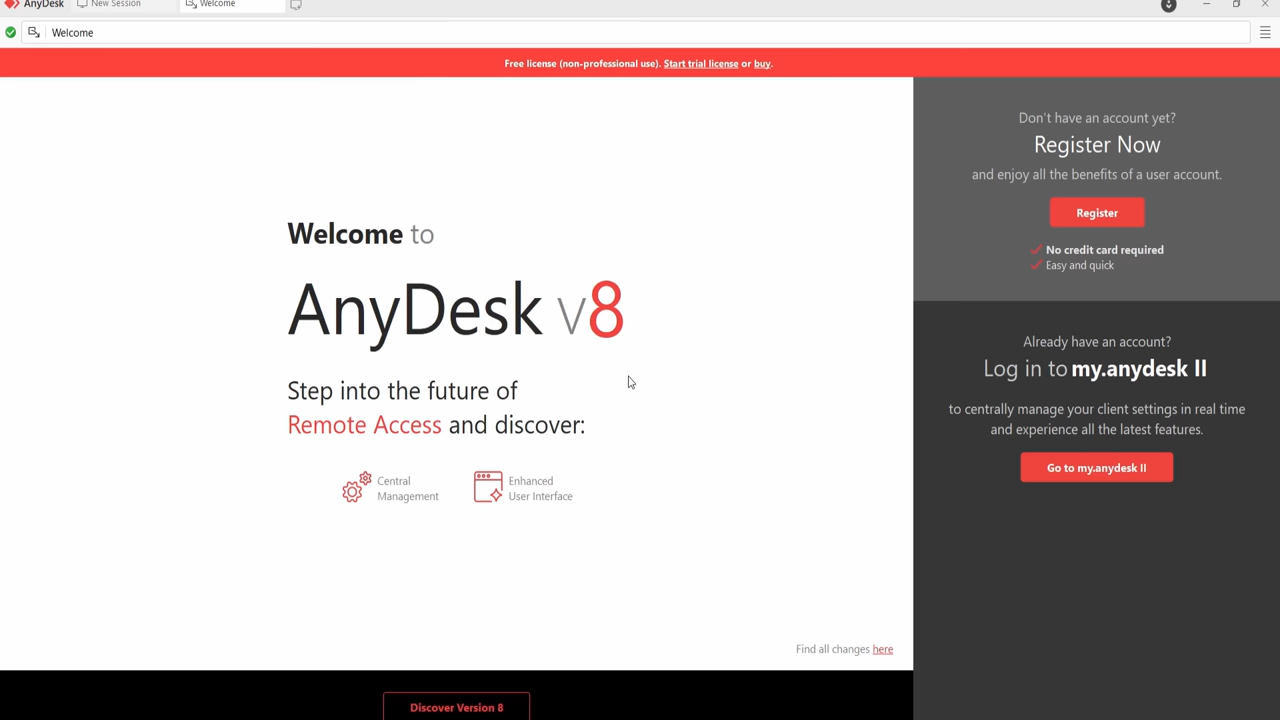 AnyDesk
New Session
Welcome
Welcome
Free license (non-professional use). Start trial license or buy.
Welcome to
AnyDesk v8
Step into the future of
Remote Access and discover:
Central
Management
Enhanced
User Interface
Find all changes here
Discover Version 8
Don't have an account yet?
Register Now
and enjoy all the benefits of a user account.
Register
No credit card required
Easy and quick
Already have an account?
Log in to my.anydesk II
to centrally manage your client settings in real time
and experience all the latest features.
Go to my.anydesk II